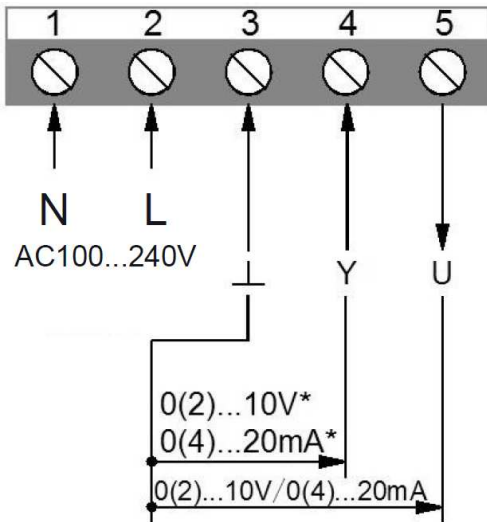 1 2 3 4 5
N L
AC100...240V
Y U
0(2)...10V*
0(4)...20mA*
0(2)...10V/0(4)...20mA